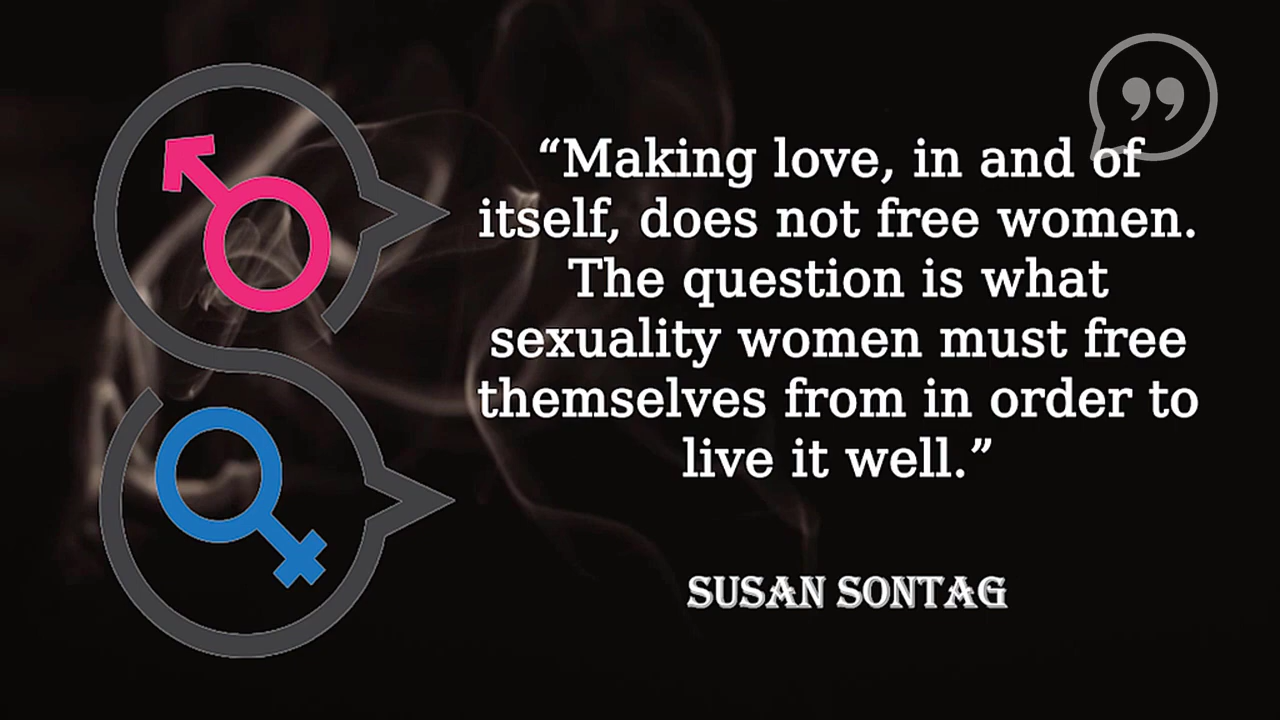 “Making love, in and of
itself, does not free women.
The question is what
sexuality women must free
themselves from in order to
live it well.”
SUSAN SONTAG